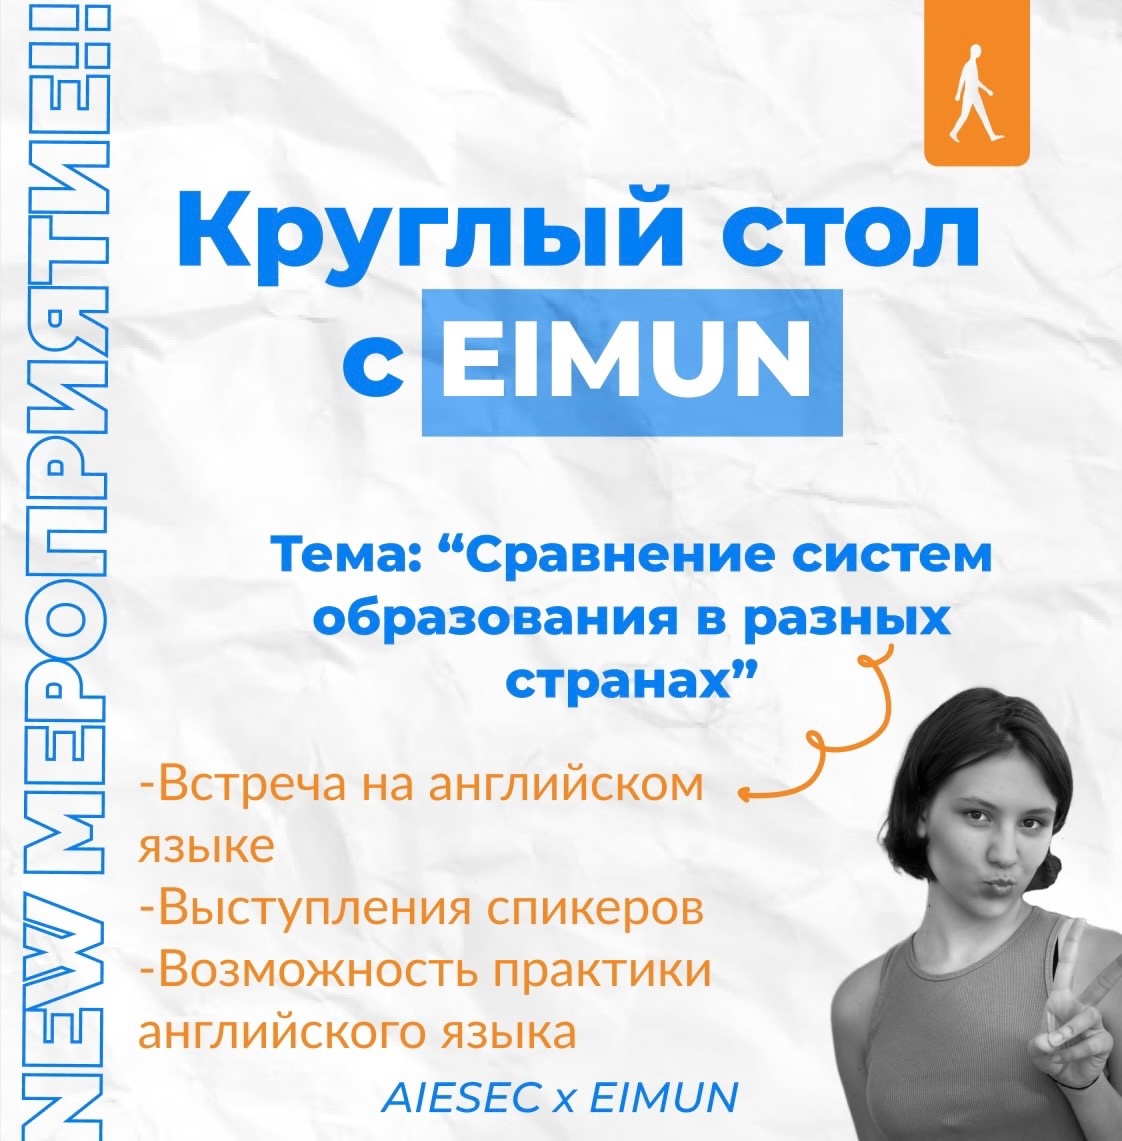 NEW МЕРОПРИЯТИЕ!!
Круглый стол
с EIMUN
Тема: “Сравнение систем
образования в разных
странах”
-Встреча на английском
языке
-Выступления спикеров
-Возможность практики
английского языка
AIESEC x EIMUN